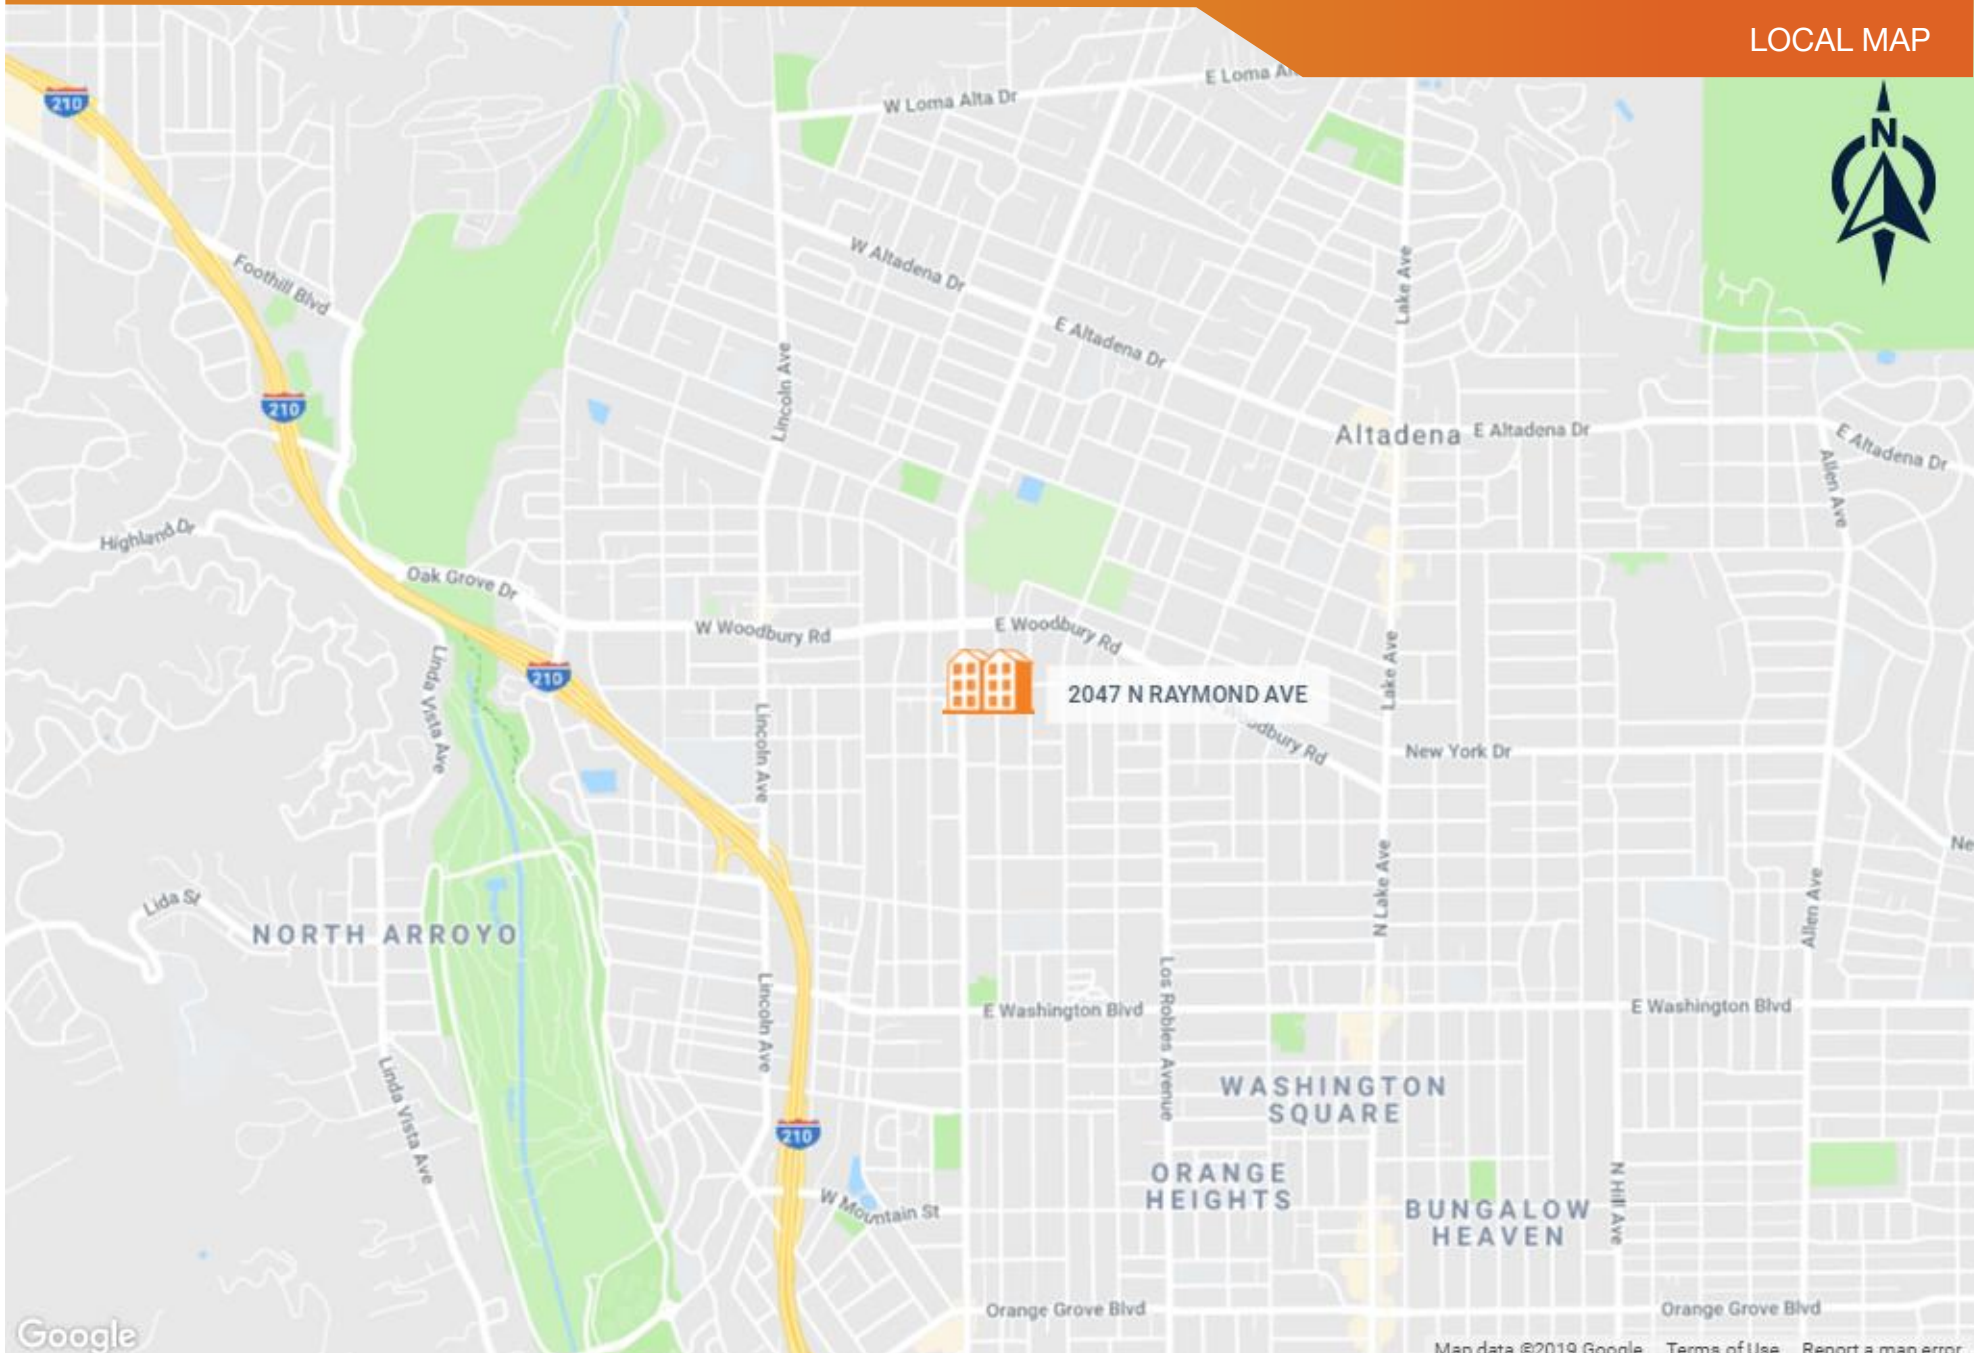 LOCAL MAP
E Loma
W Loma Alta Dr
210
N
Foothill Blvd
W Altadena Dr
Lake Ave
E Altadena Dr
Lincoln Ave
210
Altadena
E Altadena Dr
E Altadena Dr
Allen Ave
Highland Dr
Oak Grove Dr
W Woodbury Rd
E Woodbury Rd
Linda Vista Ave
210
Lake Ave
2047 N RAYMOND AVE
Lincoln Ave
odbury Rd
New York Dr
Ne
N Lake Ave
Allen Ave
Lida St
NORTH ARROYO
Lincoln Ave
Los Robles Avenue
E Washington Blvd
E Washington Blvd
Linda Vista Ave
WASHINGTON
SQUARE
210
ORANGE
HEIGHTS
N Hill Ave
W Mountain St
BUNGALOW
HEAVEN
Orange Grove Blvd
Orange Grove Blvd
Google
Map data ©2019 Google Terms of Use Report a map error